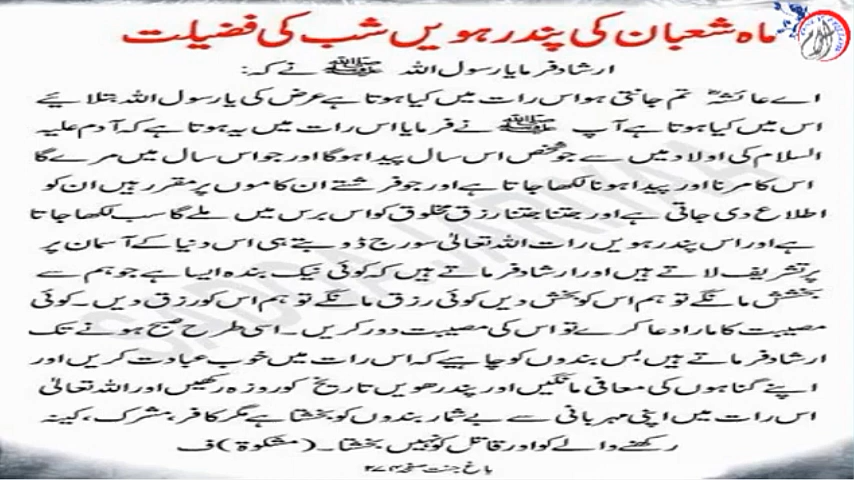 ماہ شعبان کی پندرہویں شب کی فضیلت
ارشاد فرمایا رسول اللہ ﷺ نے کہ:
اے عائشہؓ تم جانتی ہو اس رات میں کیا ہوتا ہے عرض کی یا رسول اللہ بتلائیے
اس میں کیا ہوتا ہے آپ ﷺ نے فرمایا اس رات میں یہ ہوتا ہے کہ آدم علیہ
السلام کی اولاد میں سے جو شخص اس سال پیدا ہوگا اور جو اس سال میں مرے گا
اس کا مرنا اور پیدا ہونا لکھا جاتا ہے اور جو فرشتے ان کاموں پر مقرر ہیں ان کو
اطلاع دی جاتی ہے اور جتنا جتنا رزق مخلوق کو اس برس میں ملے گا سب لکھا جاتا
ہے اور اس پندرہویں رات اللہ تعالیٰ سورج ڈوبتے ہی اس دنیا کے آسمان پر
پر تشریف لاتے ہیں اور ارشاد فرماتے ہیں کہ کوئی نیک بندہ ایسا ہے جو ہم سے
بخشش مانگے تو ہم اس کو بخش دیں کوئی رزق مانگے تو ہم اس کو رزق دیں۔ کوئی
مصیبت کا مارا دعا کرے تو اس کی مصیبت دور کریں۔ اسی طرح صبح ہونے تک
ارشاد فرماتے ہیں بس بندوں کو چاہیے کہ اس رات میں خوب عبادت کریں اور
اپنے گناہوں کی معافی مانگیں اور پندرھویں تاریخ کو روزہ رکھیں اور اللہ تعالیٰ
اس رات میں اپنی مہربانی سے بے شمار بندوں کو بخشتا ہے مگر کافر، مشرک، کینہ
رکھنے والے کو اور قاتل کو نہیں بخشتا۔ (مشکوٰۃ) ف
باغ جنت صفحہ ۲۷۳